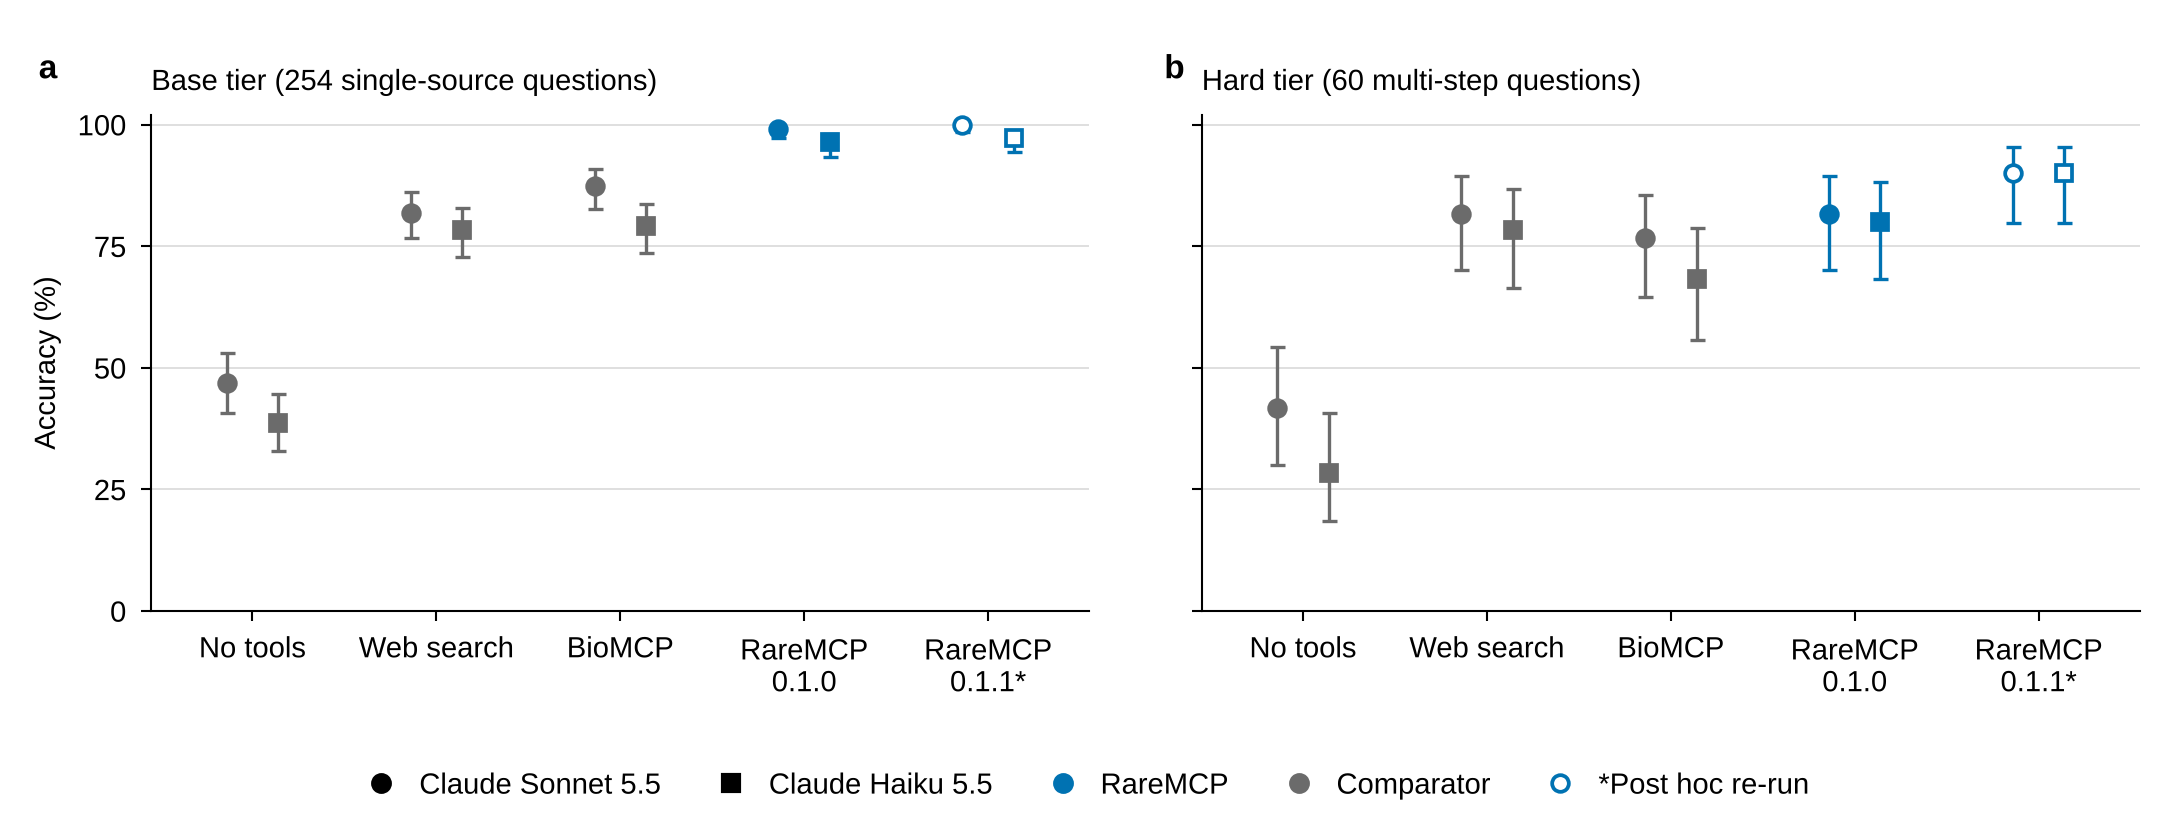 a
Base tier (254 single-source questions)
b
Hard tier (60 multi-step questions)
Accuracy (%)
100
75
50
25
0
No tools
Web search
BioMCP
RareMCP
0.1.0
RareMCP
0.1.1*
No tools
Web search
BioMCP
RareMCP
0.1.0
RareMCP
0.1.1*
Claude Sonnet 5.5
Claude Haiku 5.5
RareMCP
Comparator
*Post hoc re-run